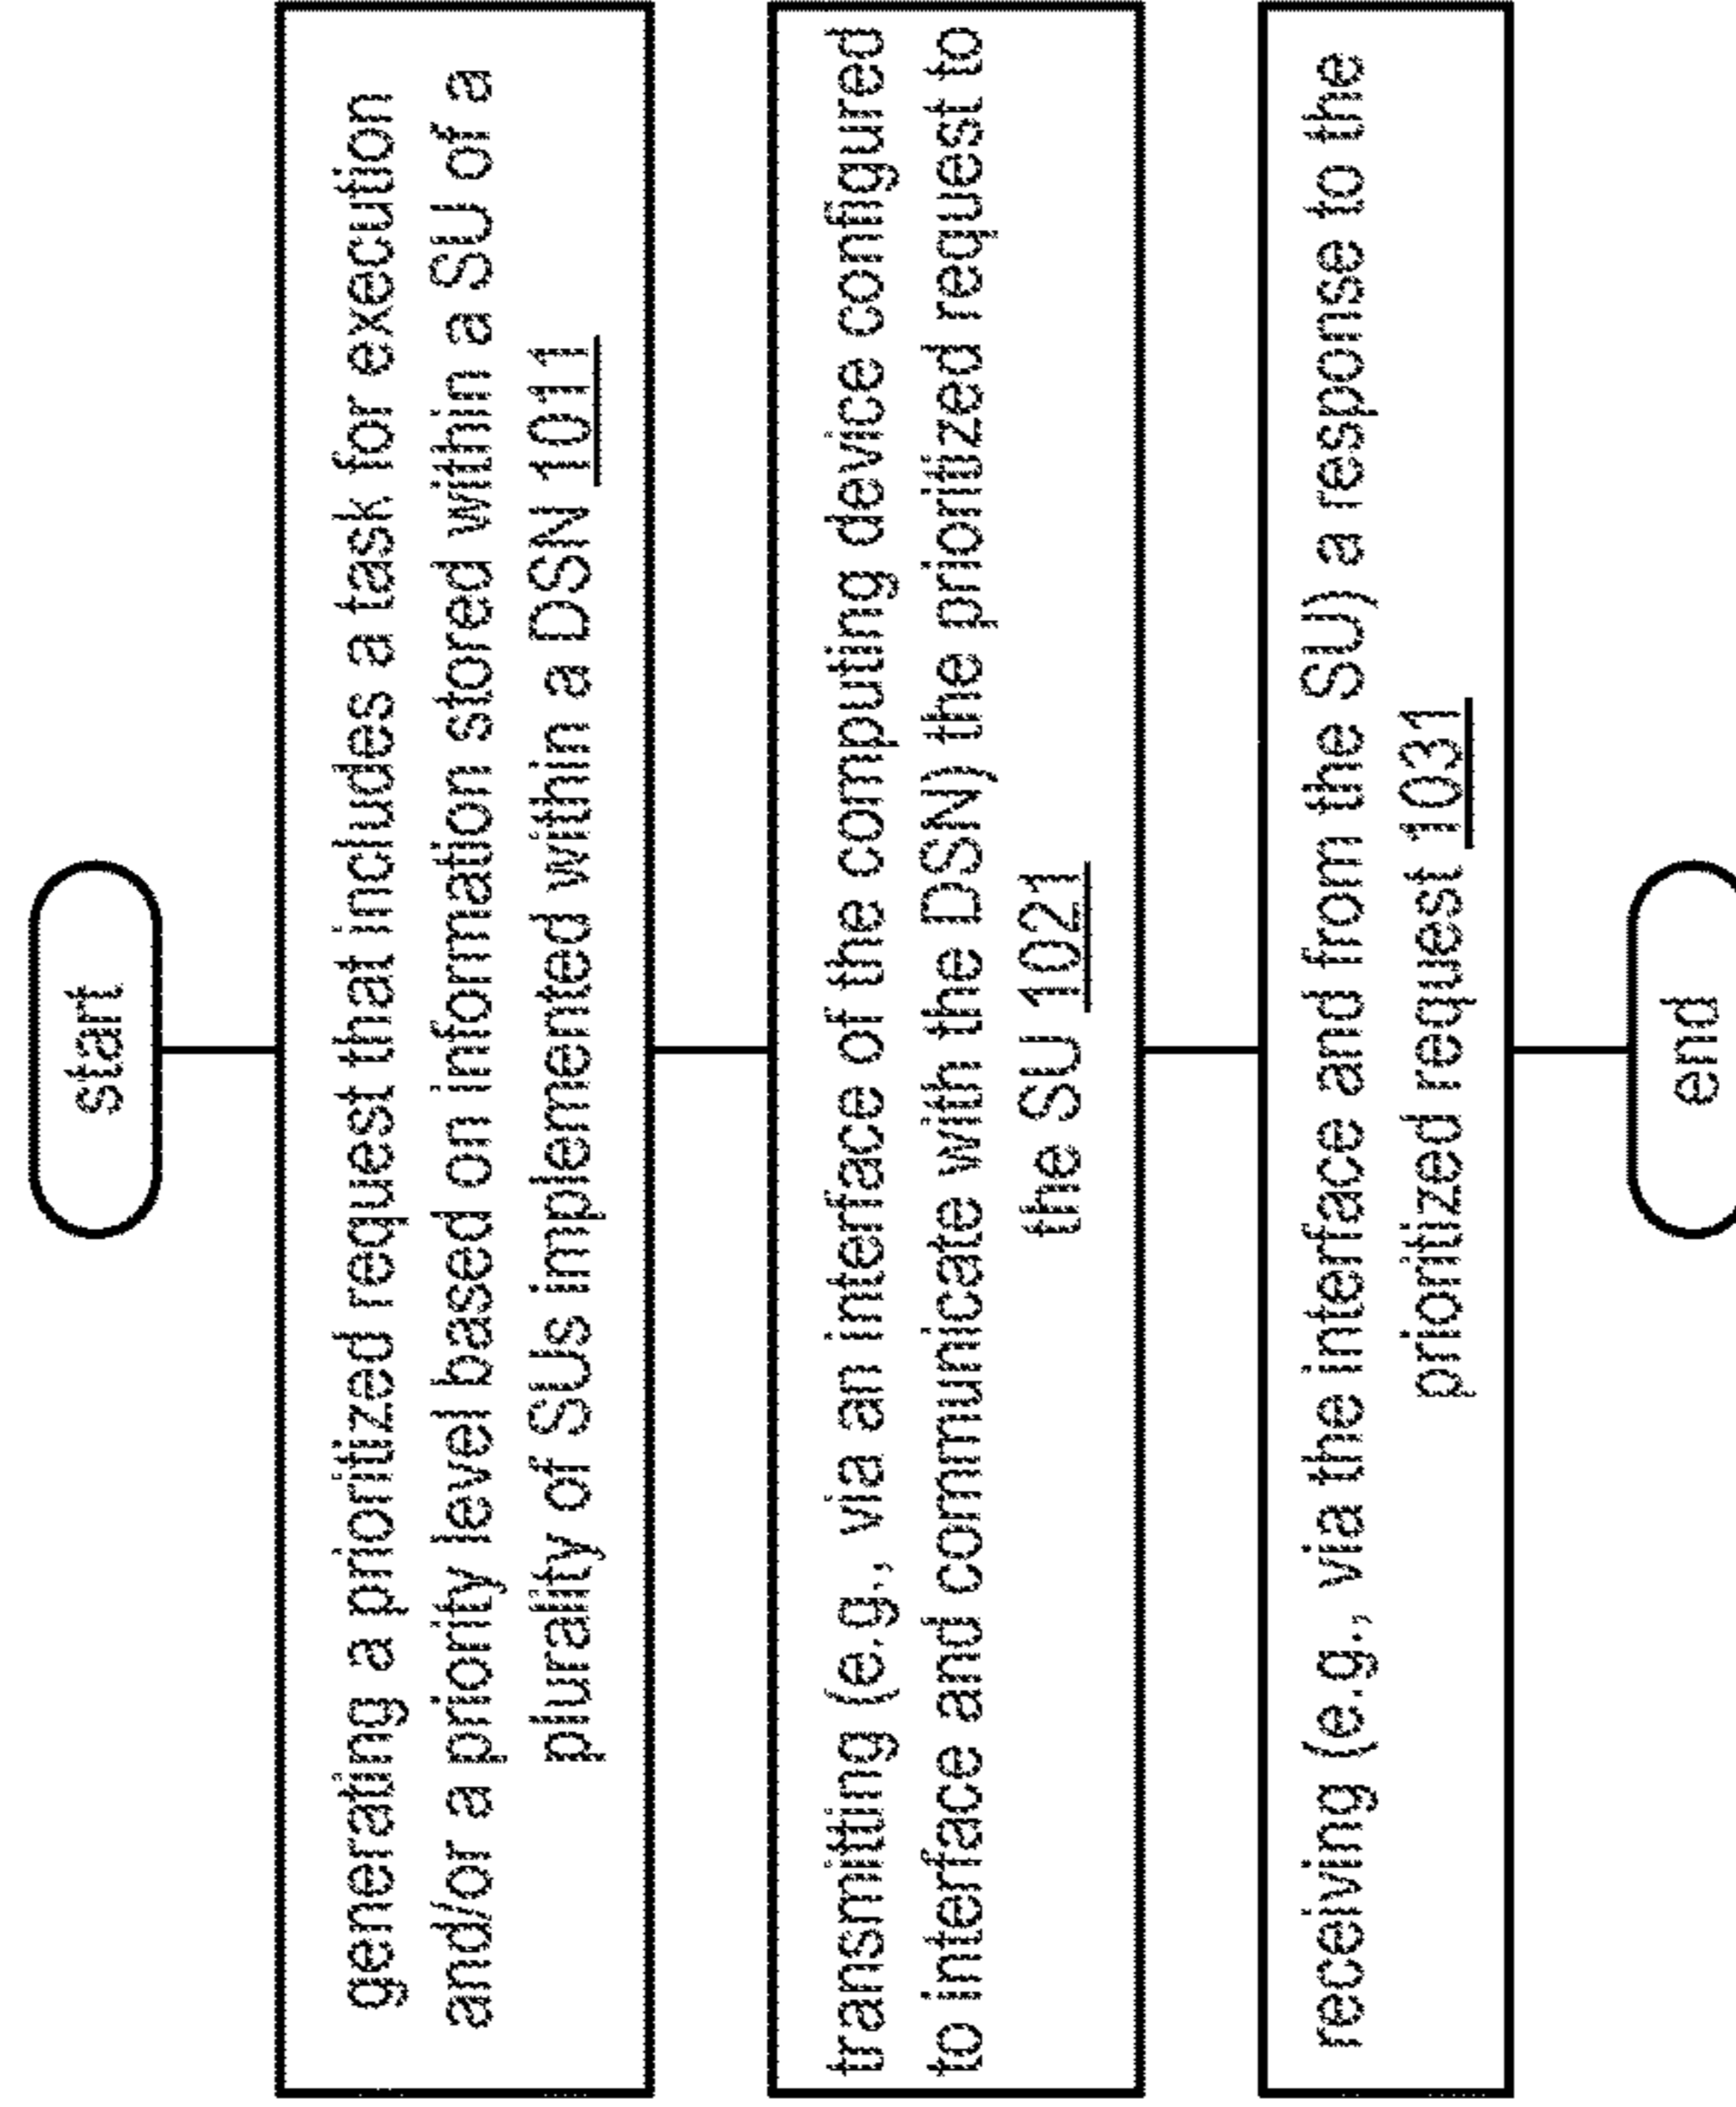 start
generating a prioritized request that includes a task for execution
and/or a priority level based on information stored within a SU of a
plurality of SUs implemented within a DSN 1011
transmitting (e.g., via an interface of the computing device configured
to interface and communicate with the DSN) the prioritized request to
the SU 1021
receiving (e.g., via the interface and from the SU) a response to the
prioritized request 1031
end